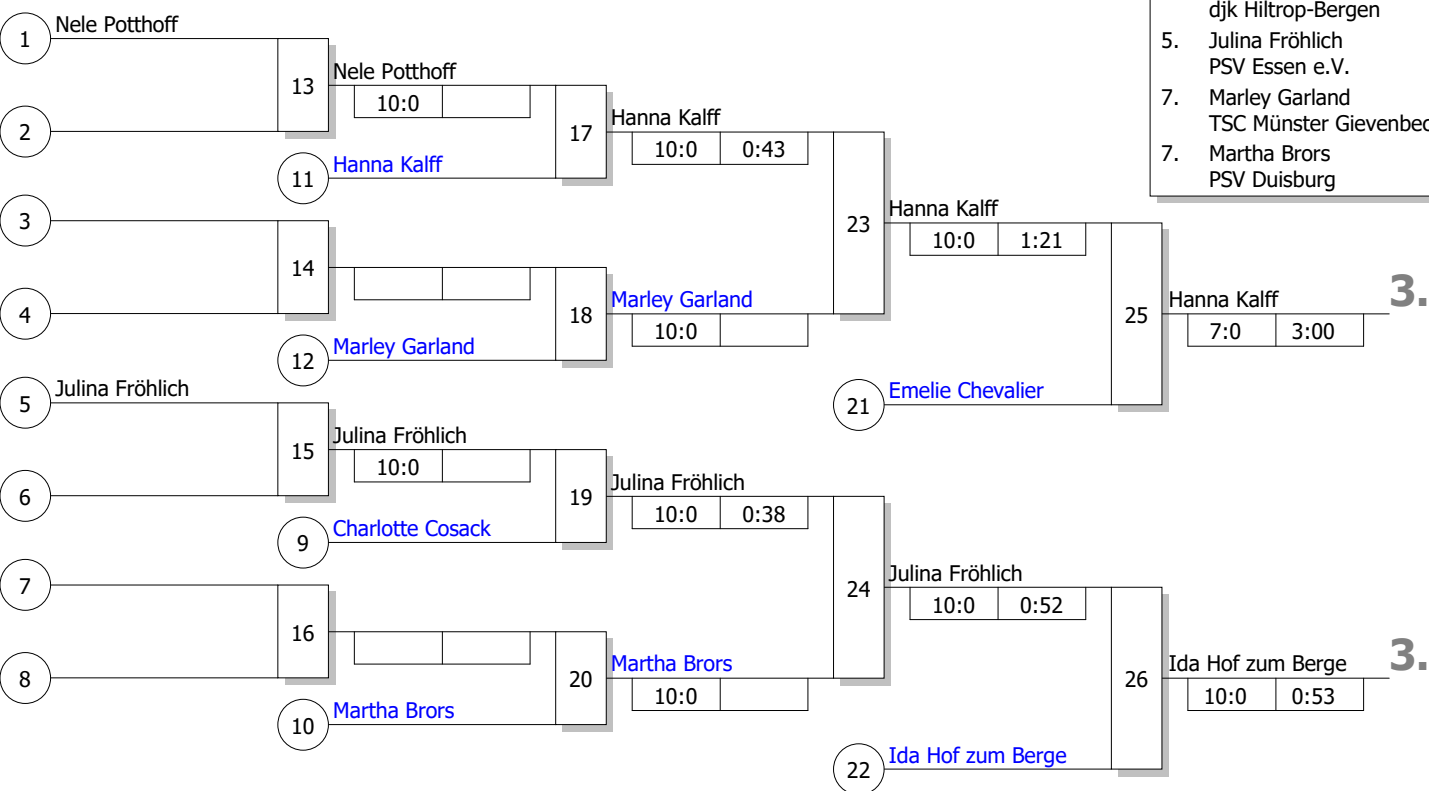 djk Hiltrop-Bergen
5. Julina Fröhlich
PSV Essen e.V.
7. Marley Garland
TSC Münster Gievenbec
7. Martha Brors
PSV Duisburg
1 Nele Potthoff
13 Nele Potthoff
10:0
2
17 Hanna Kalff
10:0 0:43
11 Hanna Kalff
3
23 Hanna Kalff
10:0 1:21
14
4
18 Marley Garland
10:0
12 Marley Garland
25 Hanna Kalff 3.
7:0 3:00
5 Julina Fröhlich
21 Emelie Chevalier
15 Julina Fröhlich
10:0
6
19 Julina Fröhlich
10:0 0:38
9 Charlotte Cosack
7
24 Julina Fröhlich
10:0 0:52
16
8
20 Martha Brors
10:0
10 Martha Brors
26 Ida Hof zum Berge 3.
10:0 0:53
22 Ida Hof zum Berge